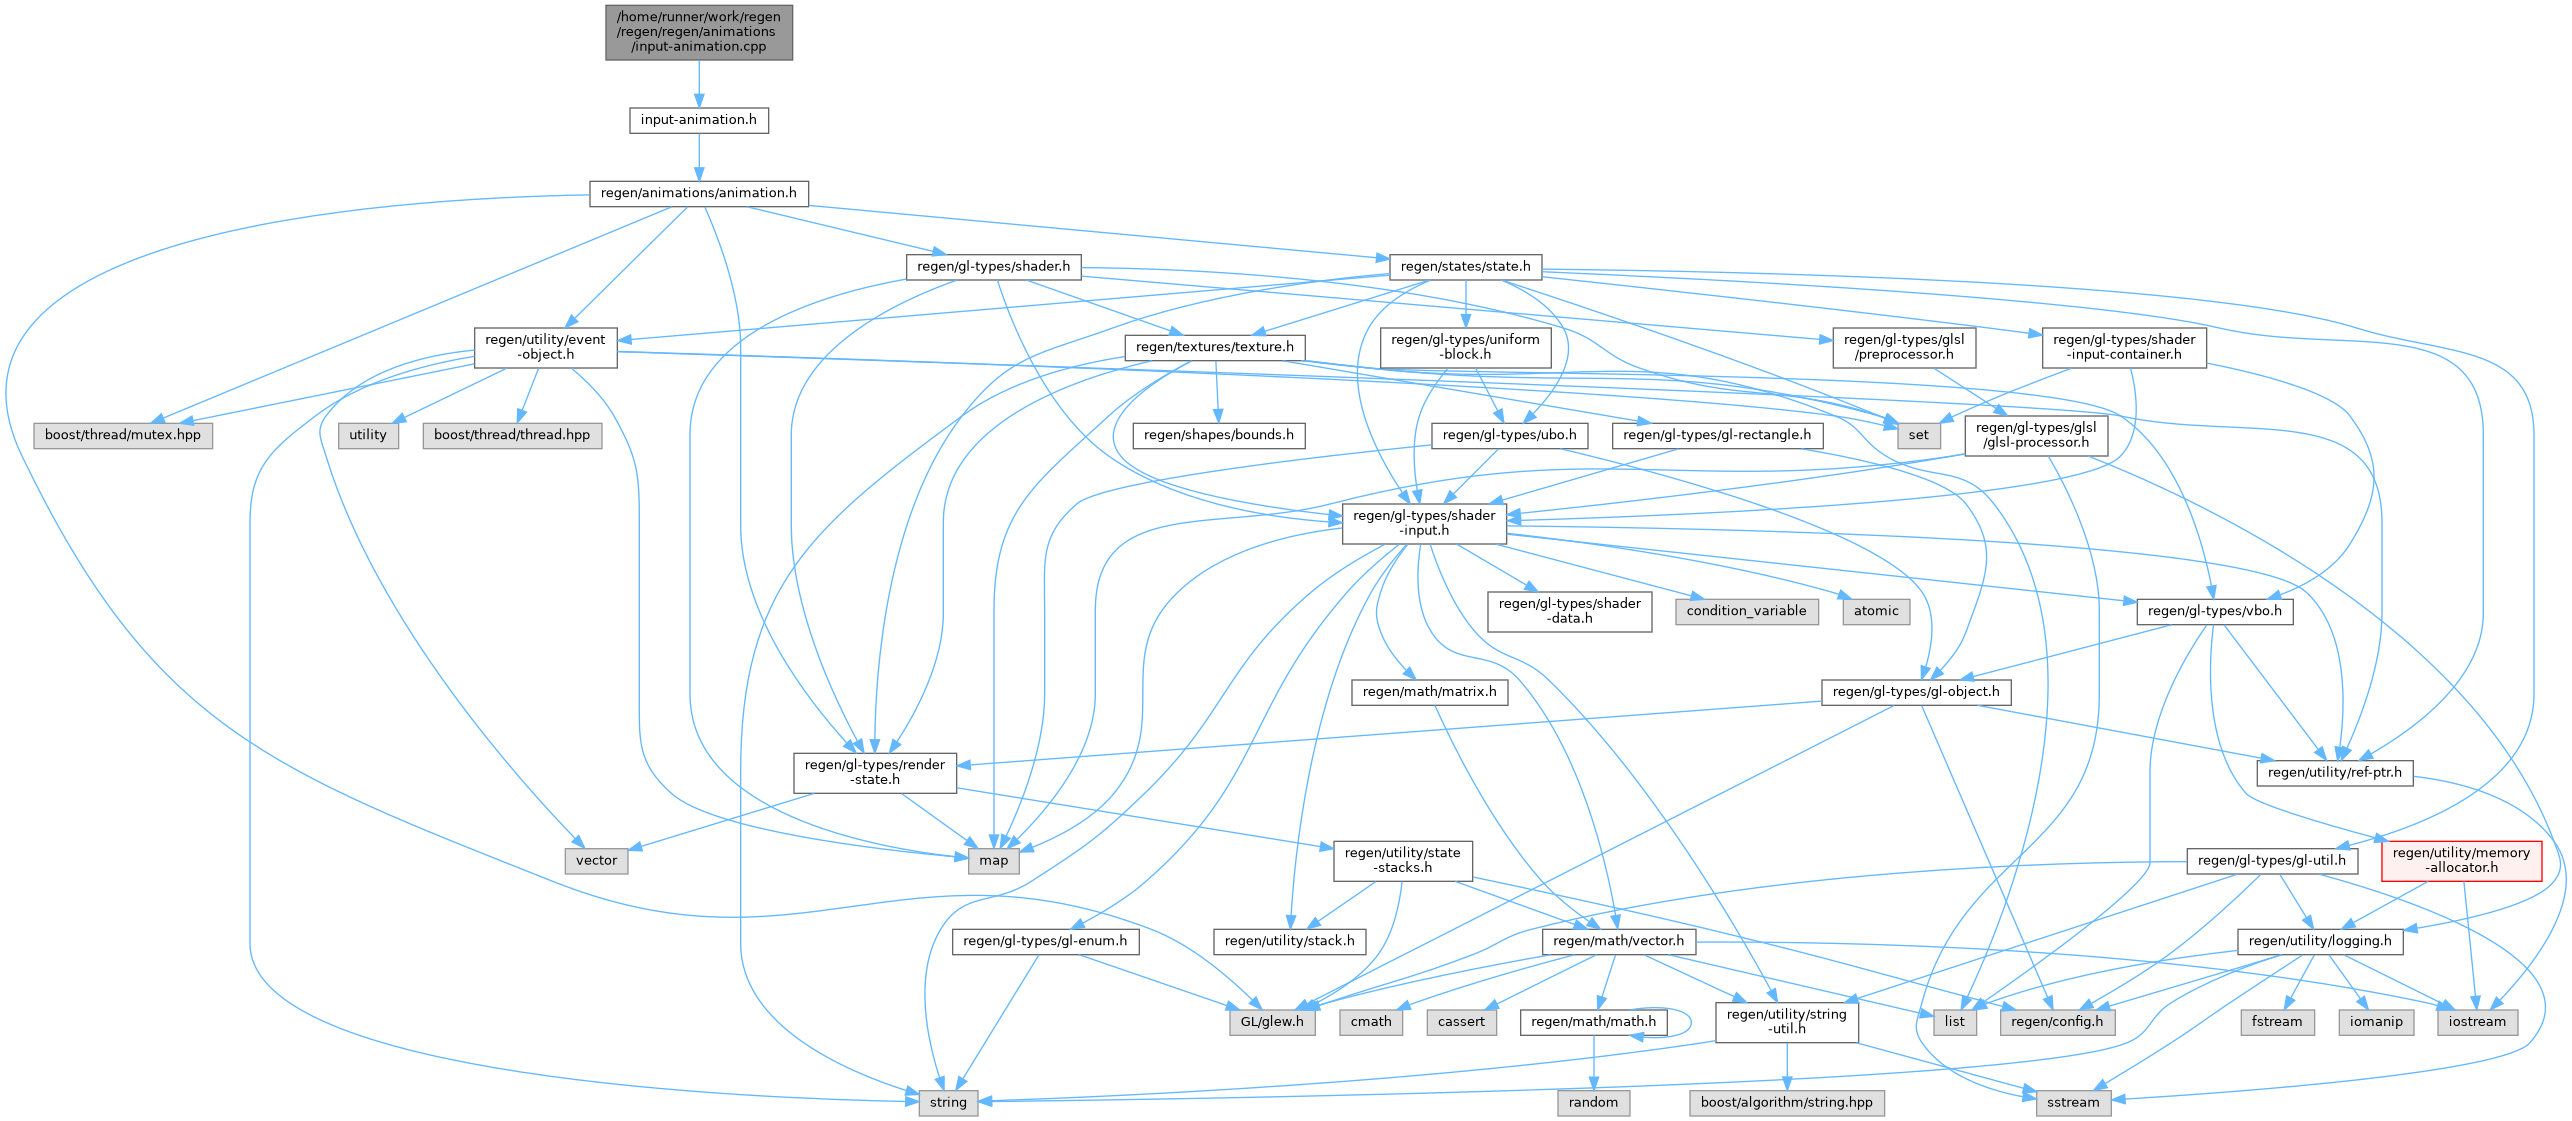 /home/runner/work/regen
/regen/regen/animations
/input-animation.cpp
input-animation.h
regen/animations/animation.h
regen/gl-types/shader.h
regen/states/state.h
regen/utility/event
-object.h
regen/textures/texture.h
regen/gl-types/uniform
-block.h
regen/gl-types/glsl
/preprocessor.h
regen/gl-types/shader
-input-container.h
boost/thread/mutex.hpp
utility
boost/thread/thread.hpp
regen/shapes/bounds.h
regen/gl-types/ubo.h
regen/gl-types/gl-rectangle.h
set
regen/gl-types/glsl
/glsl-processor.h
regen/gl-types/shader
-input.h
regen/gl-types/shader
-data.h
condition_variable
atomic
regen/gl-types/vbo.h
regen/math/matrix.h
regen/gl-types/gl-object.h
regen/gl-types/render
-state.h
regen/utility/ref-ptr.h
vector
map
regen/utility/state
-stacks.h
regen/gl-types/gl-util.h
regen/utility/memory
-allocator.h
regen/gl-types/gl-enum.h
regen/utility/stack.h
regen/math/vector.h
regen/utility/logging.h
GL/glew.h
cmath
cassert
regen/math/math.h
regen/utility/string
-util.h
list
regen/config.h
fstream
iomanip
iostream
string
random
boost/algorithm/string.hpp
sstream